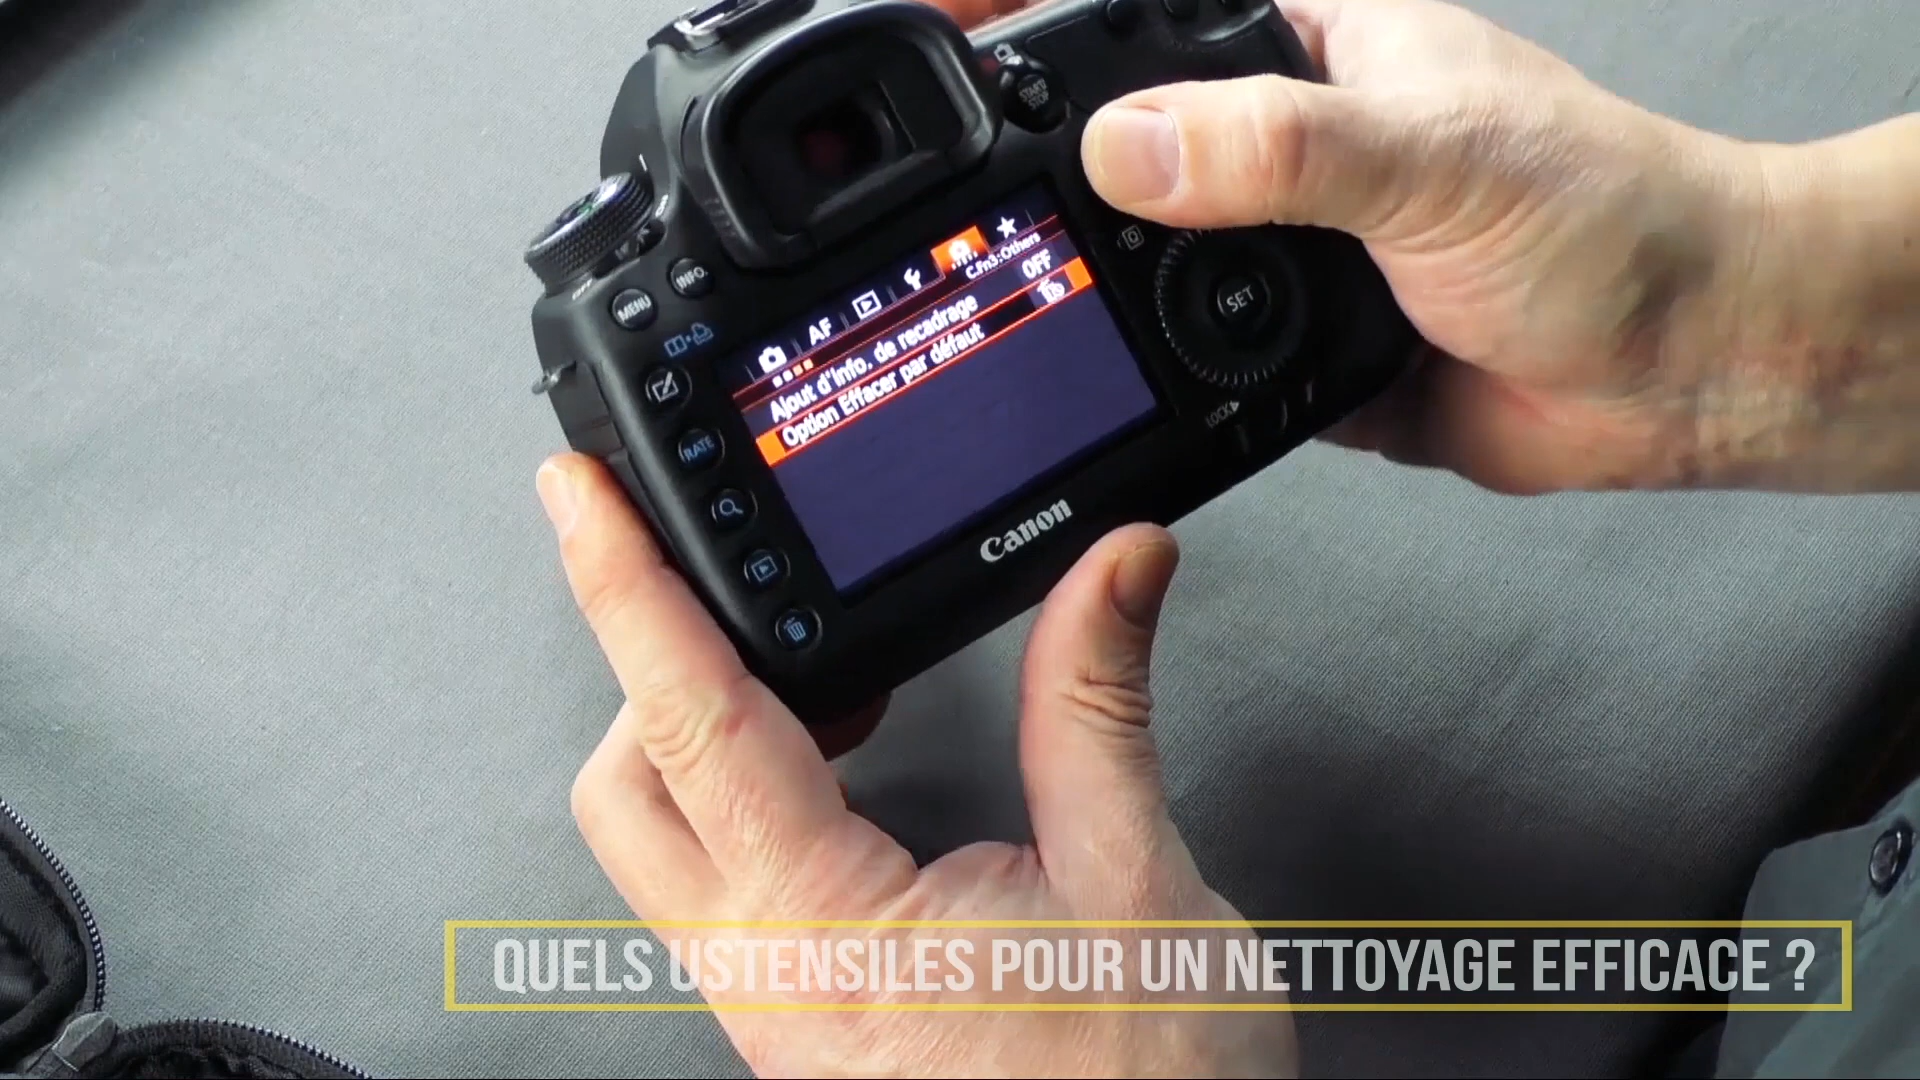 START/
STOP
INFO.
MENU
OFF
AF
C.Fn3:Others
Ajout d'info. de recadrage OFF
Option Effacer par défaut
SET
RATE
LOCK
Canon
QUELS USTENSILES POUR UN NETTOYAGE EFFICACE ?